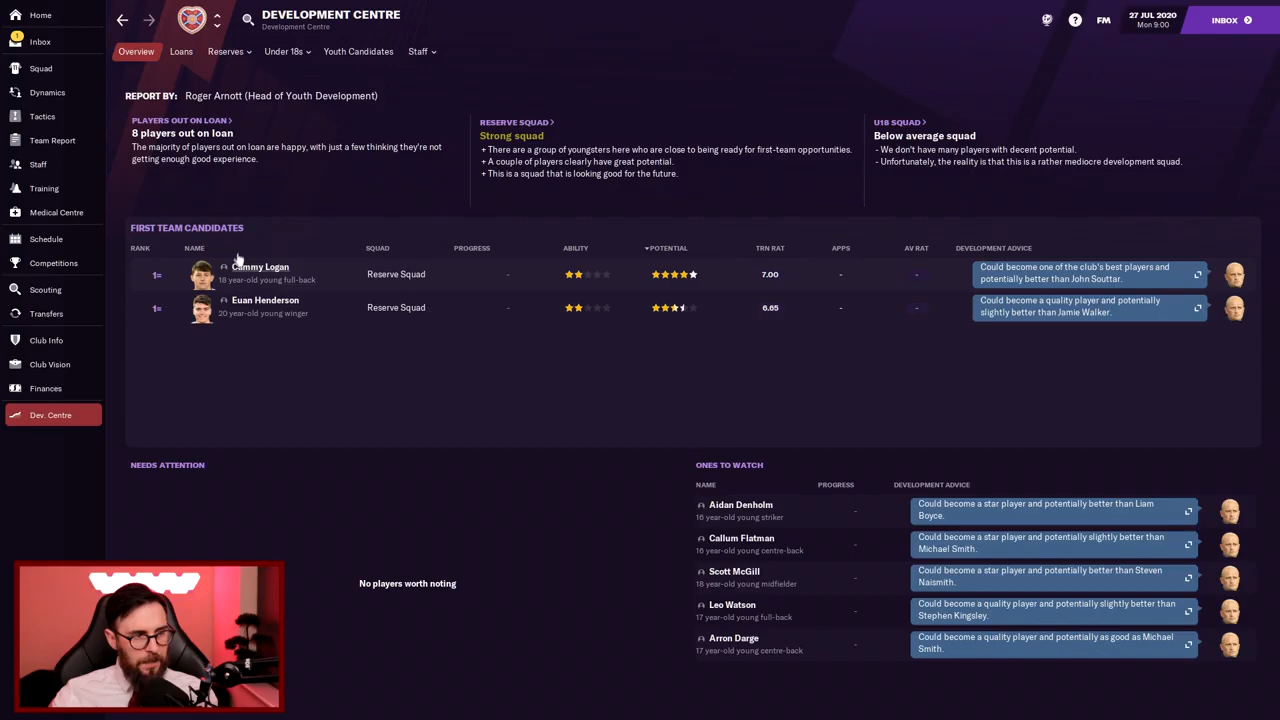 Home
1
Inbox
Squad
Dynamics
Tactics
Team Report
Staff
Training
Medical Centre
Schedule
Competitions
Scouting
Transfers
Club Info
Club Vision
Finances
Dev. Centre
DEVELOPMENT CENTRE
Development Centre
?
FM
27 JUL 2020
Mon 9:00
INBOX
Overview
Loans
Reserves
Under 18s
Youth Candidates
Staff
REPORT BY: Roger Arnott (Head of Youth Development)
PLAYERS OUT ON LOAN >
8 players out on loan
The majority of players out on loan are happy, with just a few thinking they're not
getting enough good experience.
RESERVE SQUAD >
Strong squad
+ There are a group of youngsters here who are close to being ready for first-team opportunities.
+ A couple of players clearly have great potential.
+ This is a squad that is looking good for the future.
U18 SQUAD >
Below average squad
- We don't have many players with decent potential.
- Unfortunately, the reality is that this is a rather mediocre development squad.
FIRST TEAM CANDIDATES
RANK NAME SQUAD PROGRESS ABILITY POTENTIAL TRN RAT APPS AV RAT DEVELOPMENT ADVICE
1= Cammy Logan Reserve Squad - 7.00 - - Could become one of the club's best players and
18 year-old young full-back potentially better than John Souttar.
1= Euan Henderson Reserve Squad - 6.65 - - Could become a quality player and potentially
20 year-old young winger slightly better than Jamie Walker.
NEEDS ATTENTION
No players worth noting
ONES TO WATCH
NAME PROGRESS DEVELOPMENT ADVICE
Aidan Denholm - Could become a star player and potentially better than Liam
16 year-old young striker Boyce.
Callum Flatman - Could become a star player and potentially slightly better than
16 year-old young centre-back Michael Smith.
Scott McGill - Could become a star player and potentially better than Steven
18 year-old young midfielder Naismith.
Leo Watson - Could become a quality player and potentially slightly better than
17 year-old young full-back Stephen Kingsley.
Arron Darge - Could become a quality player and potentially as good as Michael
17 year-old young centre-back Smith.